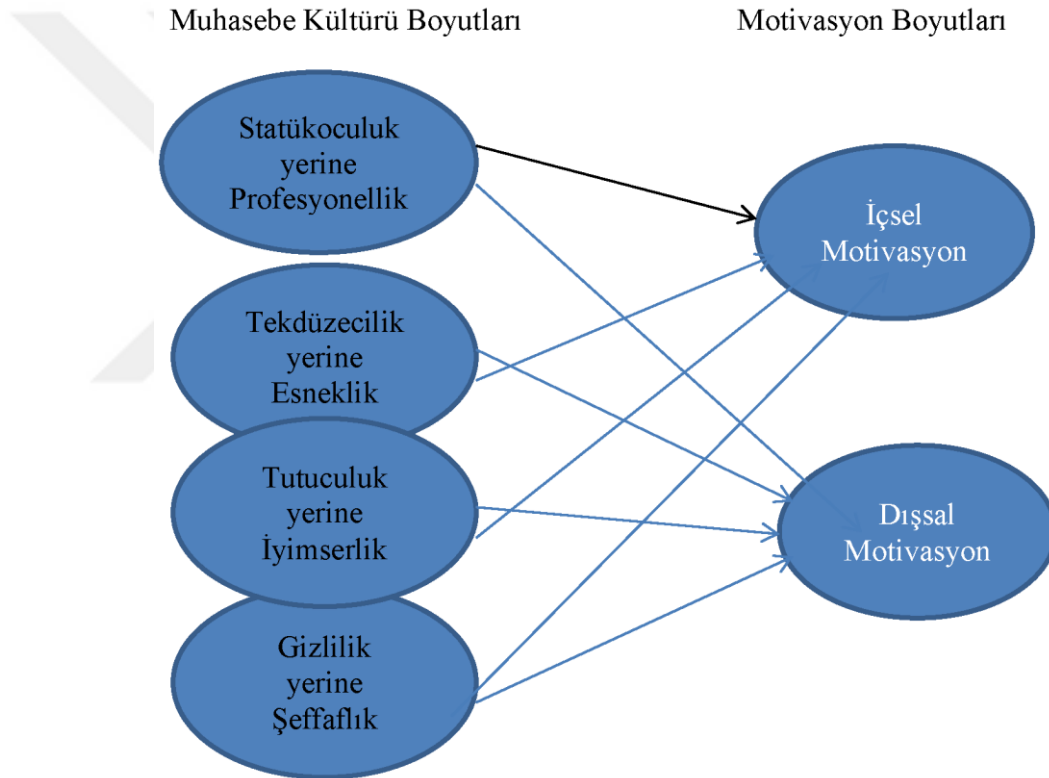 Muhasebe Kültürü Boyutları
Motivasyon Boyutları
Statükoculuk
yerine
Profesyonellik
Tekdüzecilik
yerine
Esneklik
Tutuculuk
yerine
İyimserlik
Gizlilik
yerine
Şeffaflık
İçsel
Motivasyon
Dışsal
Motivasyon